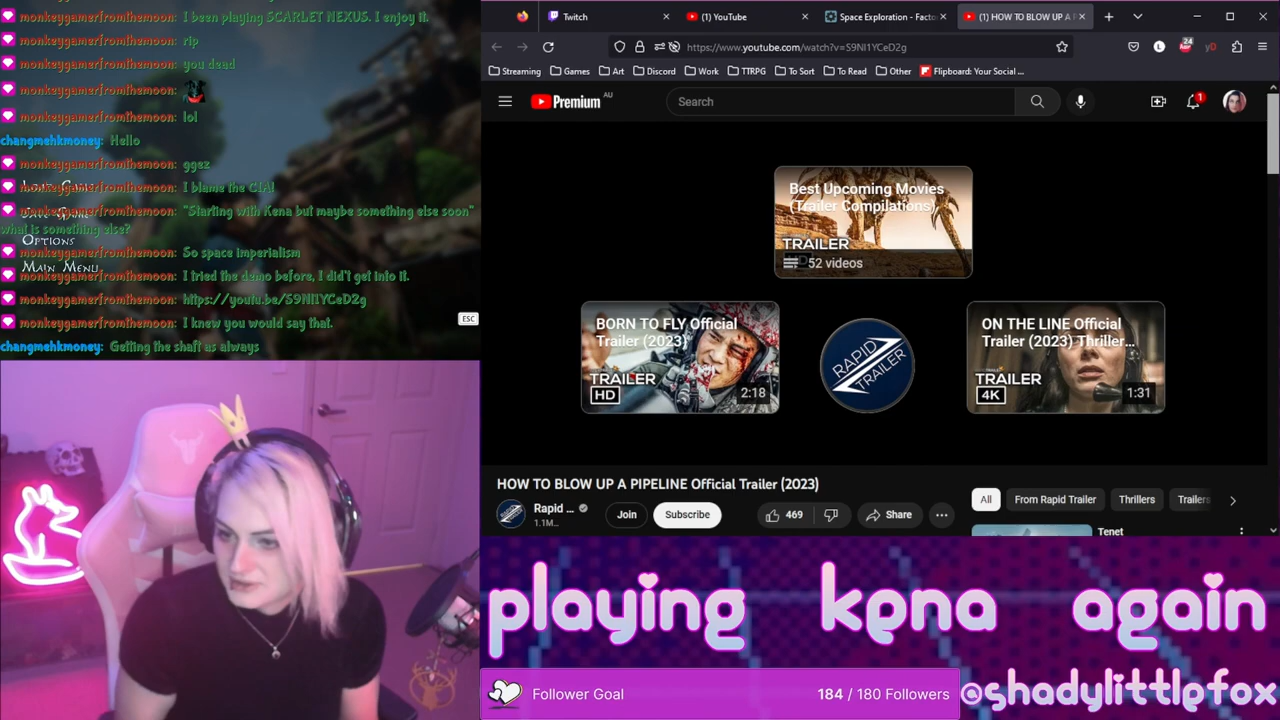 monkeygamerfromthemoon: I been playing SCARLET NEXUS. I enjoy it.
monkeygamerfromthemoon: rip
monkeygamerfromthemoon: you dead
monkeygamerfromthemoon:
monkeygamerfromthemoon: lol
changmehkmoney: Hello
monkeygamerfromthemoon: ggez
monkeygamerfromthemoon: I blame the CIA!
monkeygamerfromthemoon: "Starting with Kena but maybe something else soon"
what is something else?
Options
monkeygamerfromthemoon: So space imperialism
Main Menu
monkeygamerfromthemoon: I tried the demo before, I did't get into it.
monkeygamerfromthemoon: https://youtu.be/S9Nl1YCeD2g
monkeygamerfromthemoon: I knew you would say that.
ESC
changmehkmoney: Getting the shaft as always
Twitch
(1) YouTube
Space Exploration - Facto
(1) HOW TO BLOW UP A P
https://www.youtube.com/watch?v=S9Nl1YCeD2g
24
Streaming
Games
Art
Discord
Work
TTRPG
To Sort
To Read
Other
Flipboard: Your Social ...
Premium AU
Search
1
Best Upcoming Movies
(Trailer Compilations)
TRAILER
52 videos
BORN TO FLY Official
Trailer (2023)
TRAILER
HD
2:18
RAPID
TRAILER
ON THE LINE Official
Trailer (2023) Thriller...
TRAILER
4K
1:31
HOW TO BLOW UP A PIPELINE Official Trailer (2023)
Rapid ...
1.1M...
Join
Subscribe
469
Share
All
From Rapid Trailer
Thrillers
Trailers
Tenet
playing kena again
Follower Goal
184 / 180 Followers
@shadylittlefox